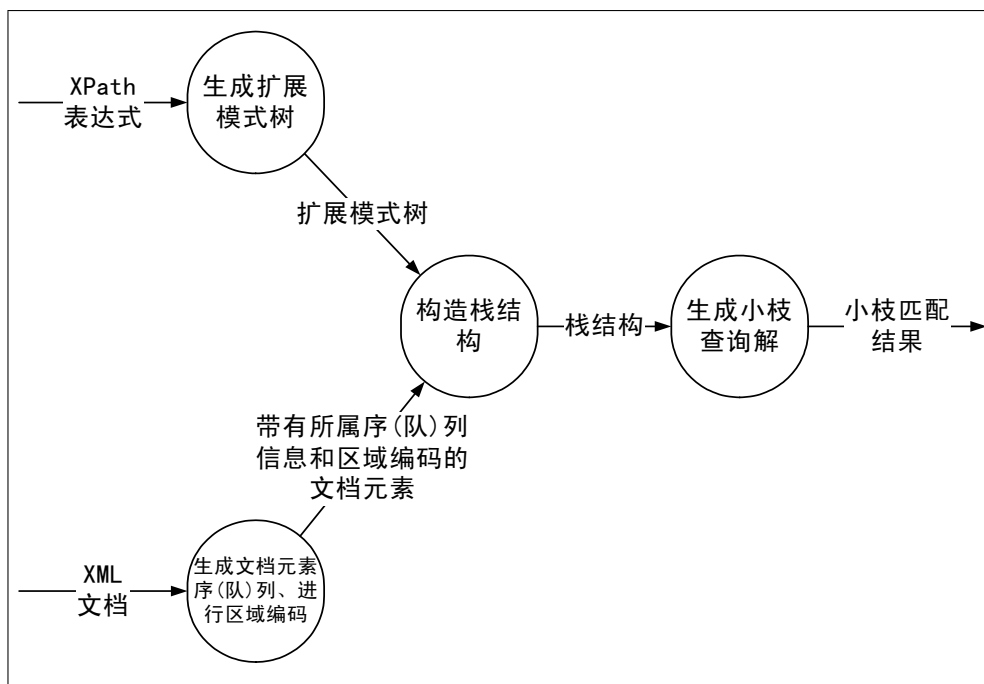 XPath
表达式
生成扩展
模式树
扩展模式树
构造栈结
构
栈结构
生成小枝
查询解
小枝匹配
结果
带有所属序(队)列
信息和区域编码的
文档元素
XML
文档
生成文档元素
序(队)列、进
行区域编码